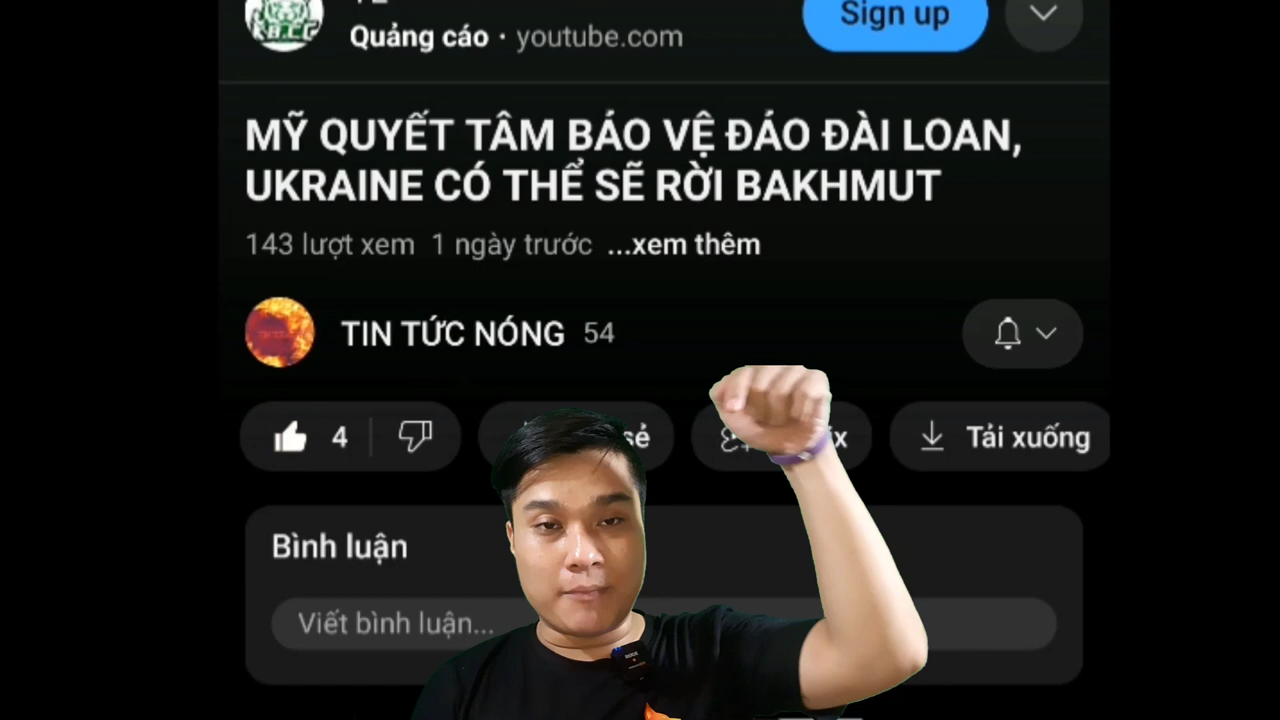 Sign up
Quảng cáo · youtube.com
MỸ QUYẾT TÂM BẢO VỆ ĐẢO ĐÀI LOAN,
UKRAINE CÓ THỂ SẼ RỜI BAKHMUT
143 lượt xem 1 ngày trước ...xem thêm
TIN TỨC NÓNG 54
4 Tải xuống
Bình luận
Viết bình luận...